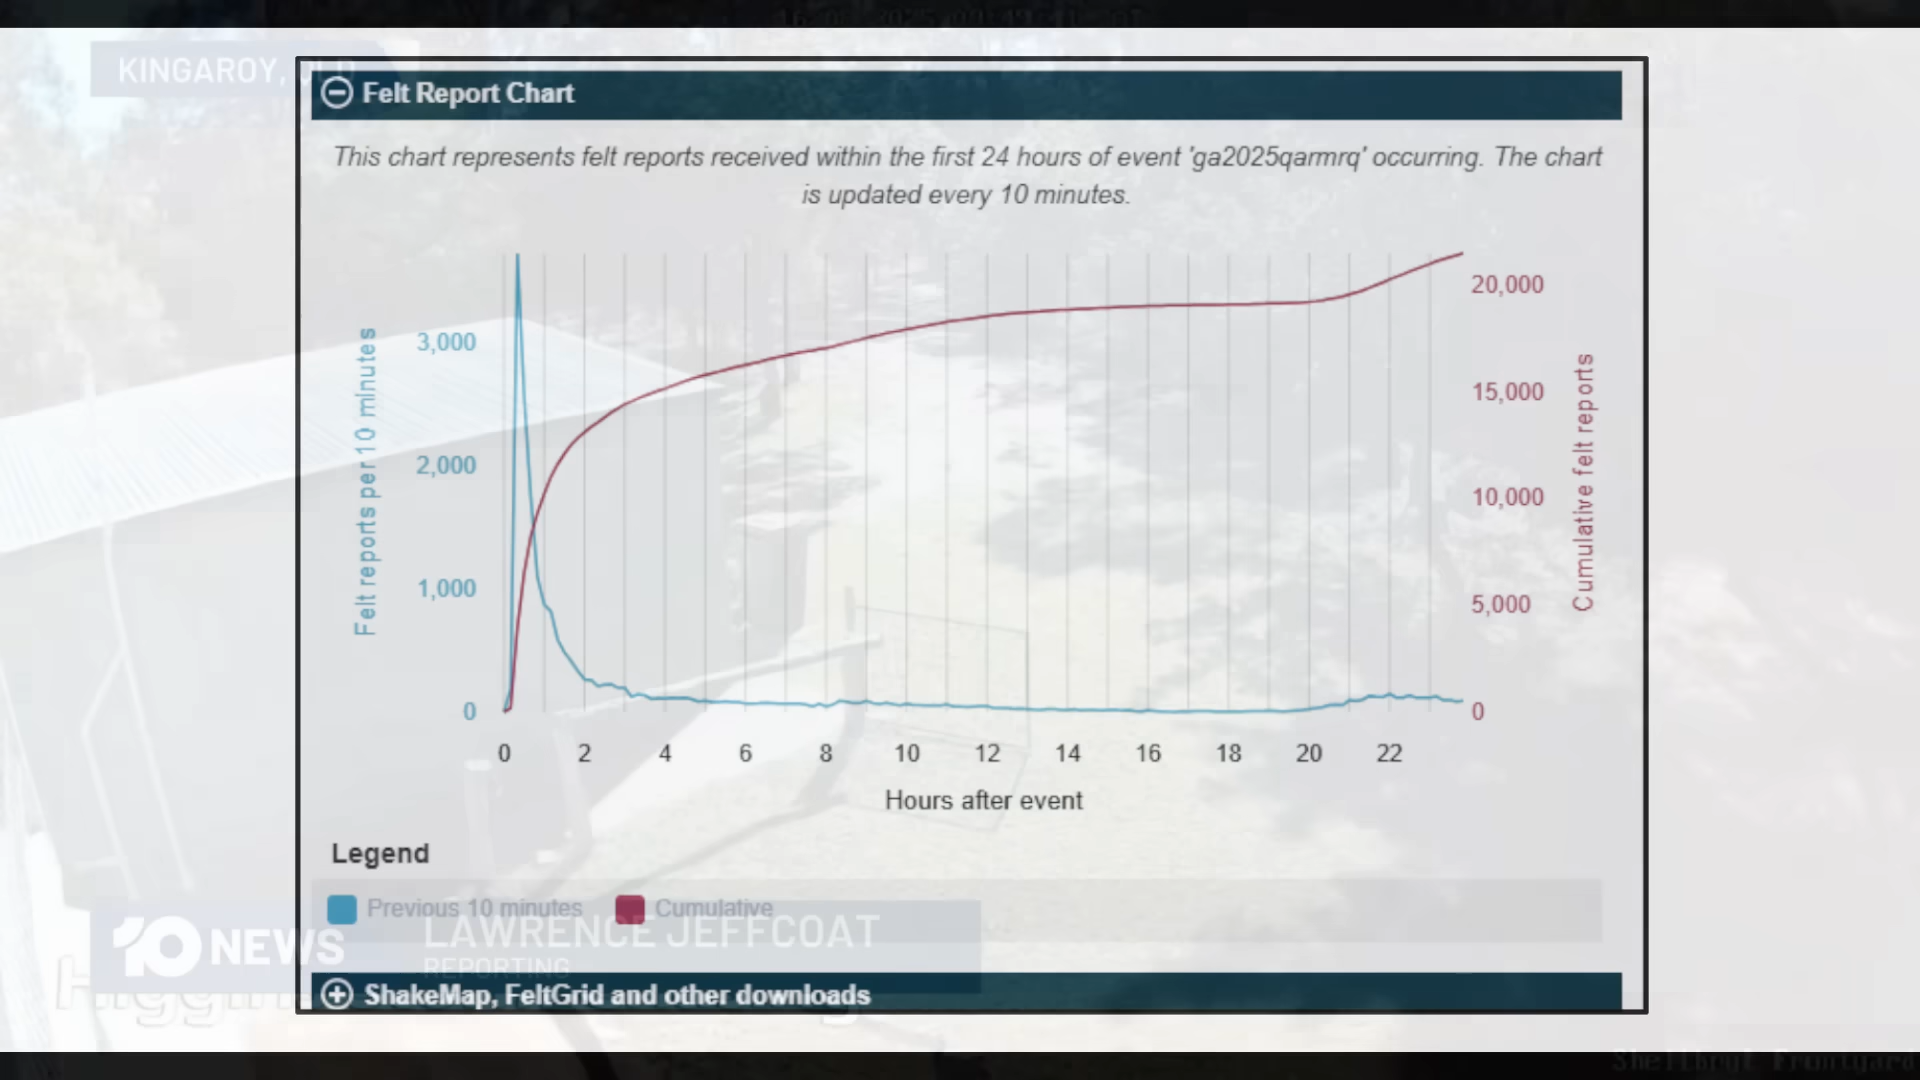 KINGAROY, QLD
Felt Report Chart
This chart represents felt reports received within the first 24 hours of event 'ga2025qarmrq' occurring. The chart
is updated every 10 minutes.
Felt reports per 10 minutes
3,000
2,000
1,000
0
20,000
15,000
10,000
5,000
0
Cumulative felt reports
0 2 4 6 8 10 12 14 16 18 20 22
Hours after event
Legend
Previous 10 minutes Cumulative
10 NEWS
LAWRENCE JEFFCOAT
REPORTING
ShakeMap, FeltGrid and other downloads